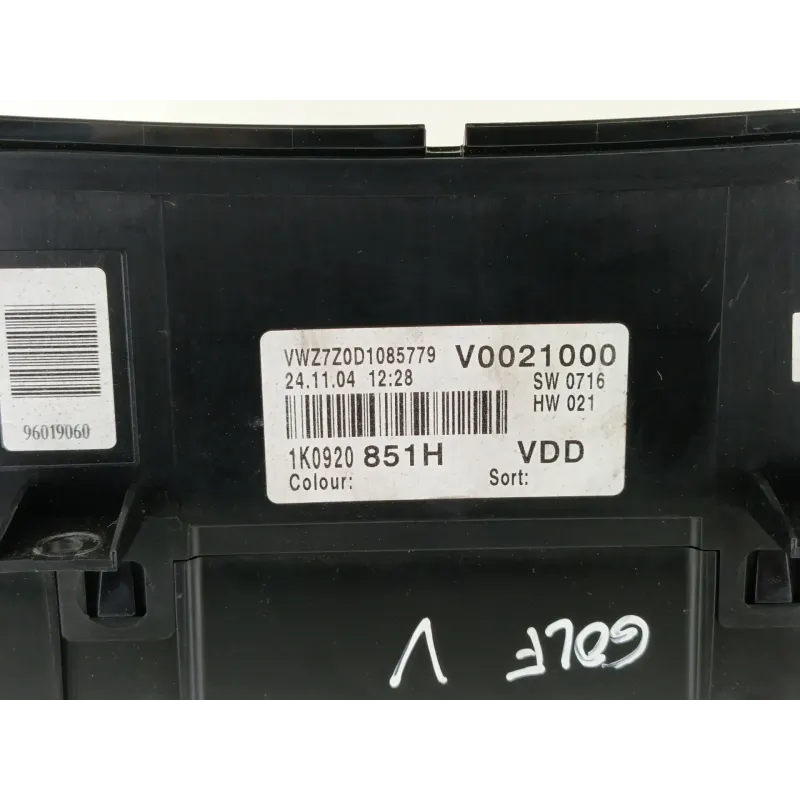 VWZ7Z0D1085779 V0021000
24.11.04 12:28 SW 0716
HW 021
1K0920 851H VDD
Colour: Sort:
96019060
GOLF
V